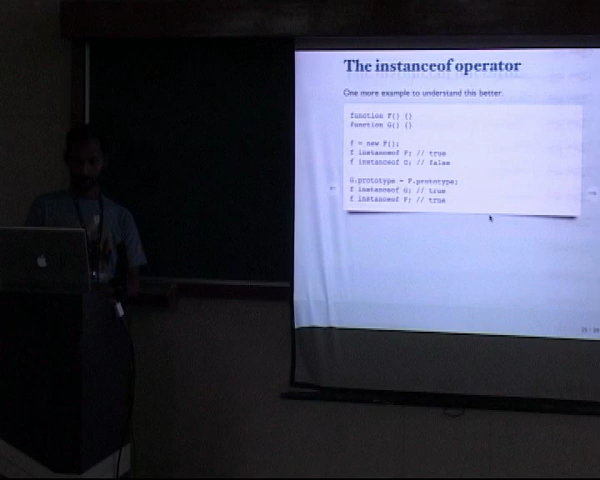 The instanceof operator
One more example to understand this better.
function F() {}
function G() {}
f = new F();
f instanceof F; // true
f instanceof G; // false
G.prototype = F.prototype;
f instanceof G; // true
f instanceof F; // true